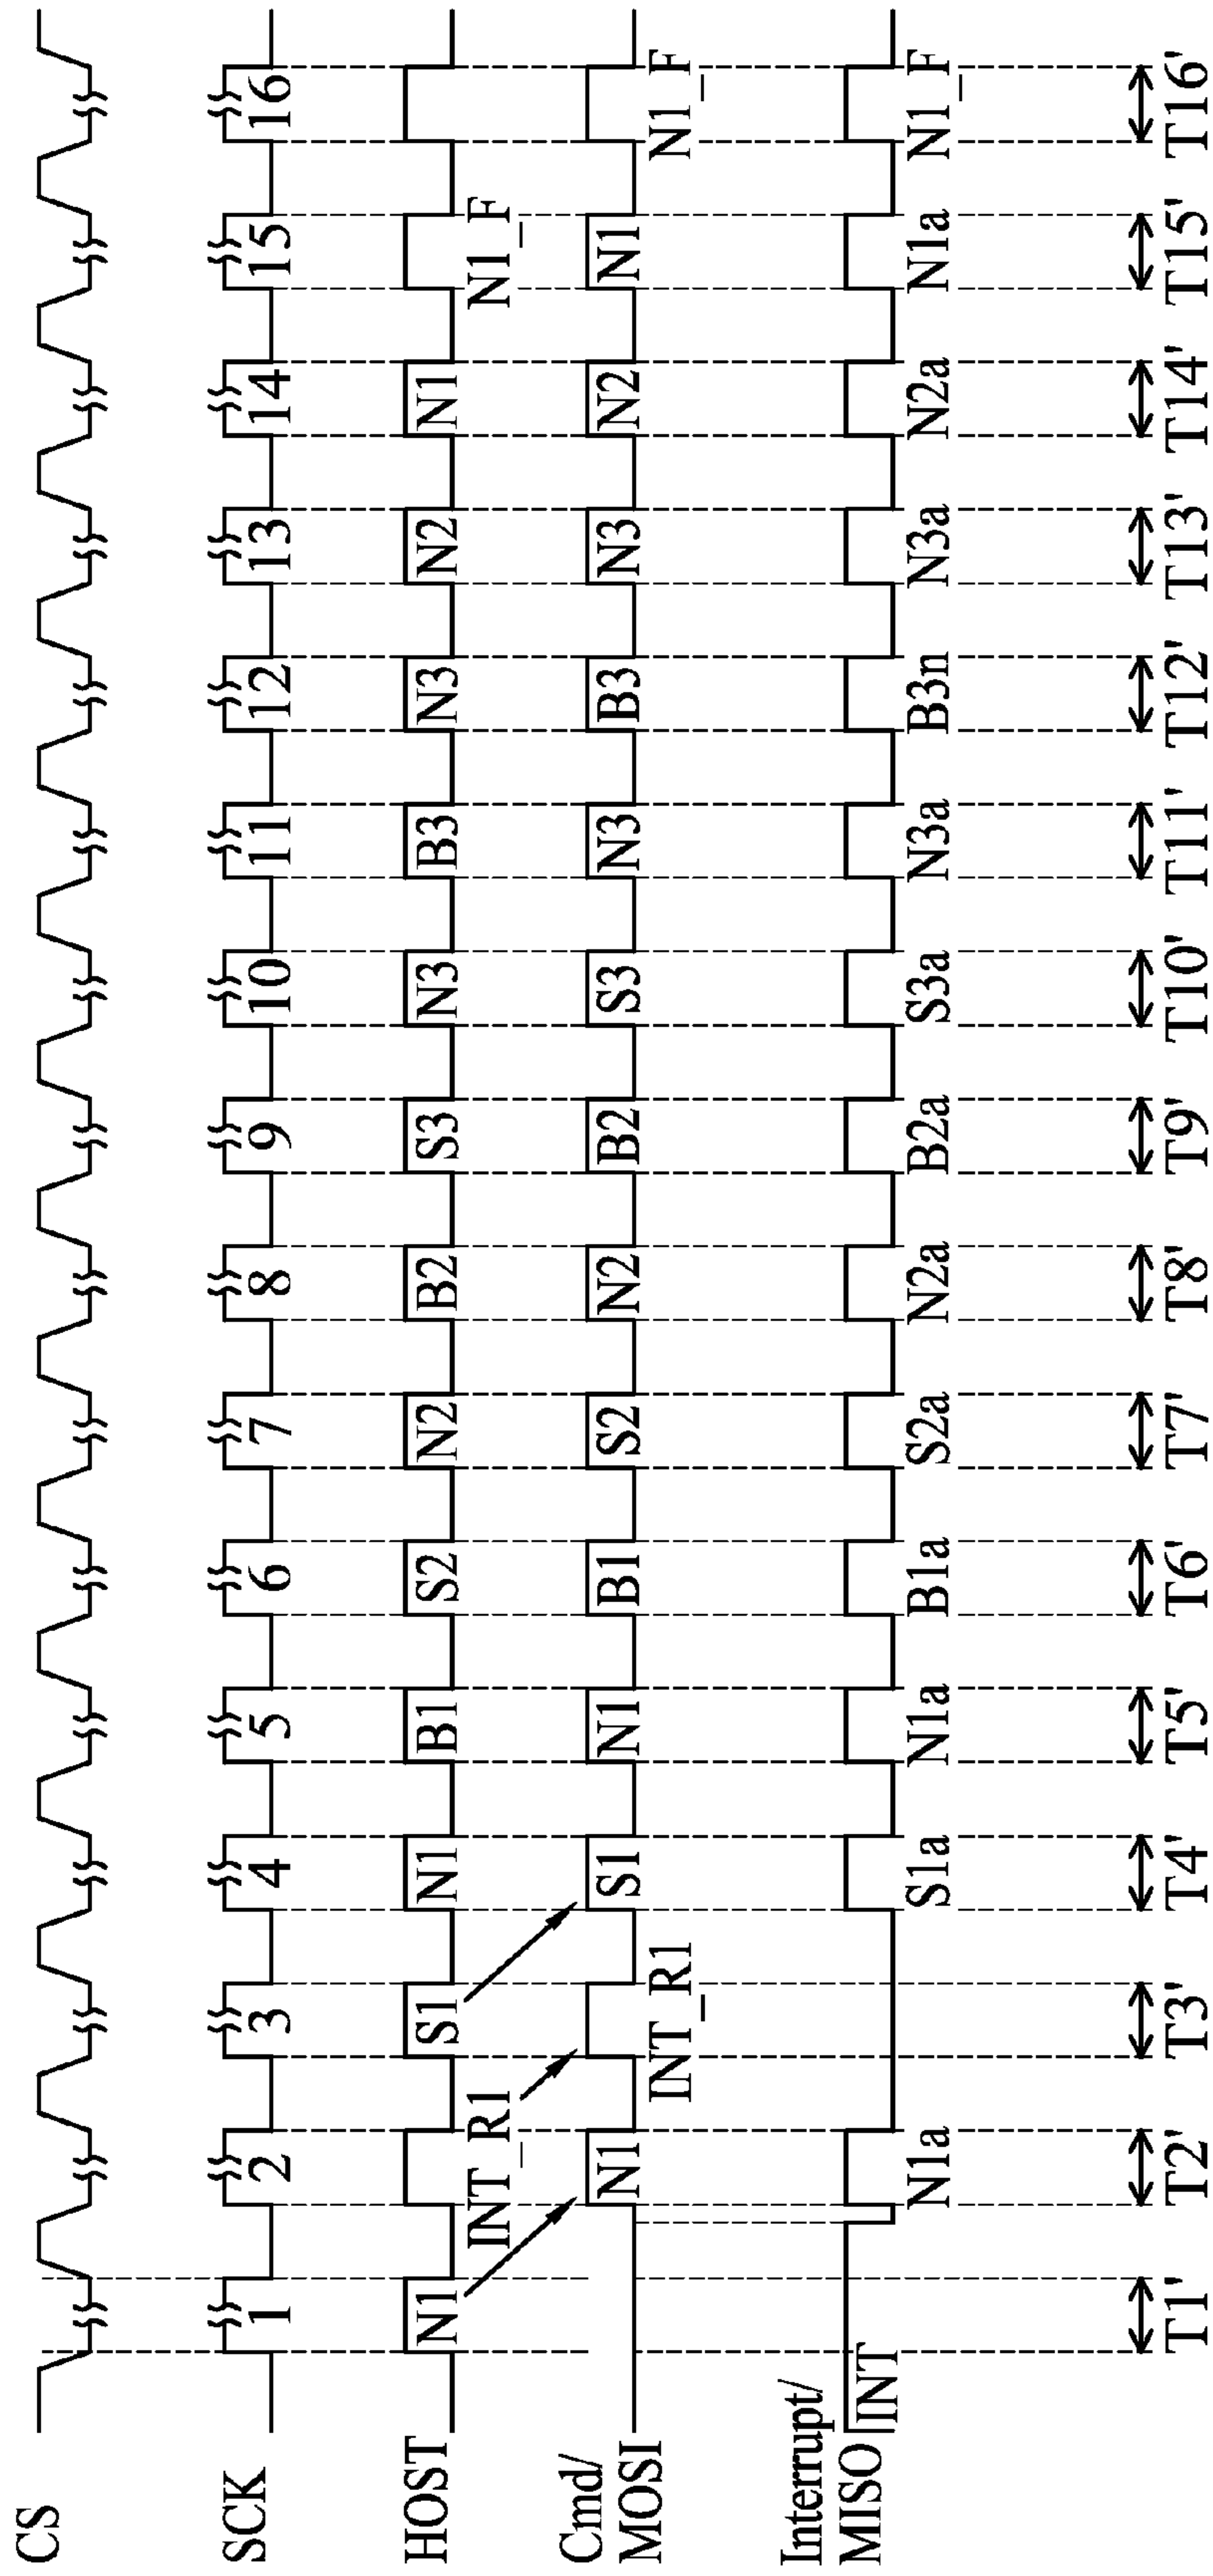 CS
SCK 1 2 3 4 5 6 7 8 9 10 11 12 13 14 15 16
HOST N1 INT_R1 S1 N1 B1 S2 N2 B2 S3 N3 B3 N3 N2 N1 N1_F
Cmd/
MOSI N1 INT_R1 S1 N1 B1 S2 N2 B2 S3 N3 B3 N3 N2 N1 N1_F
Interrupt/
MISO INT N1a S1a N1a B1a S2a N2a B2a S3a N3a B3n N3a N2a N1a N1_F
T1' T2' T3' T4' T5' T6' T7' T8' T9' T10' T11' T12' T13' T14' T15' T16'